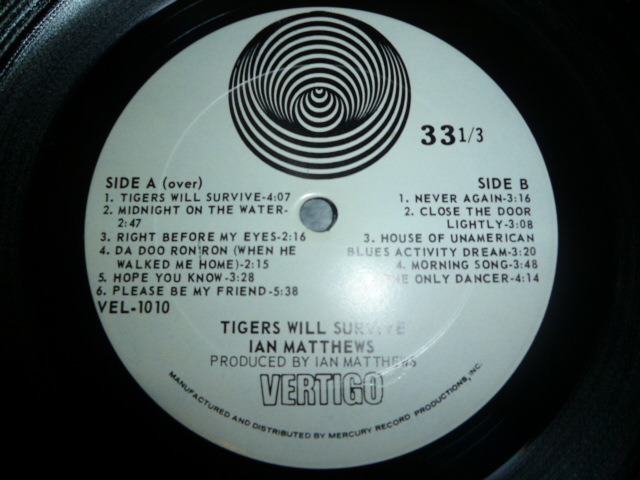 33 1/3
SIDE A (over)
1. TIGERS WILL SURVIVE-4:07
2. MIDNIGHT ON THE WATER-
2:47
3. RIGHT BEFORE MY EYES-2:16
4. DA DOO RON RON (WHEN HE
WALKED ME HOME)-2:15
5. HOPE YOU KNOW-3:28
6. PLEASE BE MY FRIEND-5:38
VEL-1010
SIDE B
1. NEVER AGAIN-3:16
2. CLOSE THE DOOR
LIGHTLY-3:08
3. HOUSE OF UNAMERICAN
BLUES ACTIVITY DREAM-3:20
4. MORNING SONG-3:48
THE ONLY DANCER-4:14
TIGERS WILL SURVIVE
IAN MATTHEWS
PRODUCED BY IAN MATTHEWS
VERTIGO
MANUFACTURED AND DISTRIBUTED BY MERCURY RECORD PRODUCTIONS, INC.